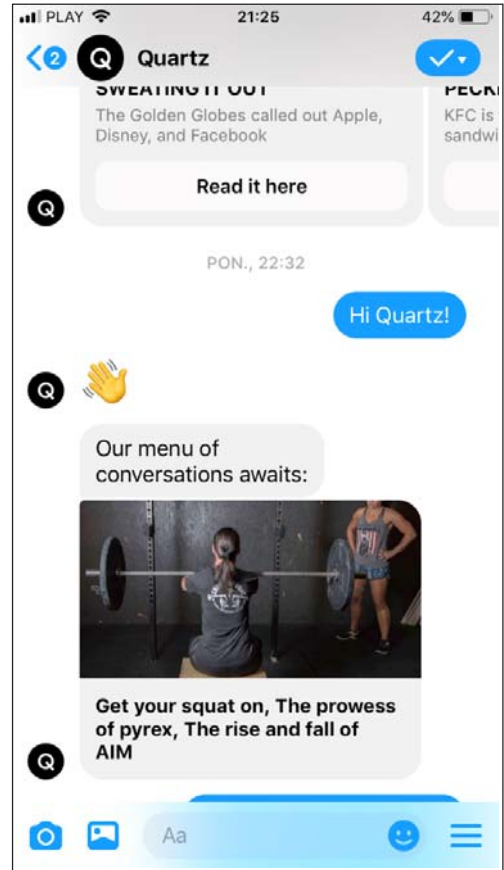 PLAY 21:25 42%
2 Q Quartz
SWEATING IT OUT
The Golden Globes called out Apple,
Disney, and Facebook
Read it here
PECKI
KFC is
sandwi
Q
PON., 22:32
Hi Quartz!
Q
Our menu of
conversations awaits:
Get your squat on, The prowess
of pyrex, The rise and fall of
AIM
Q
Aa